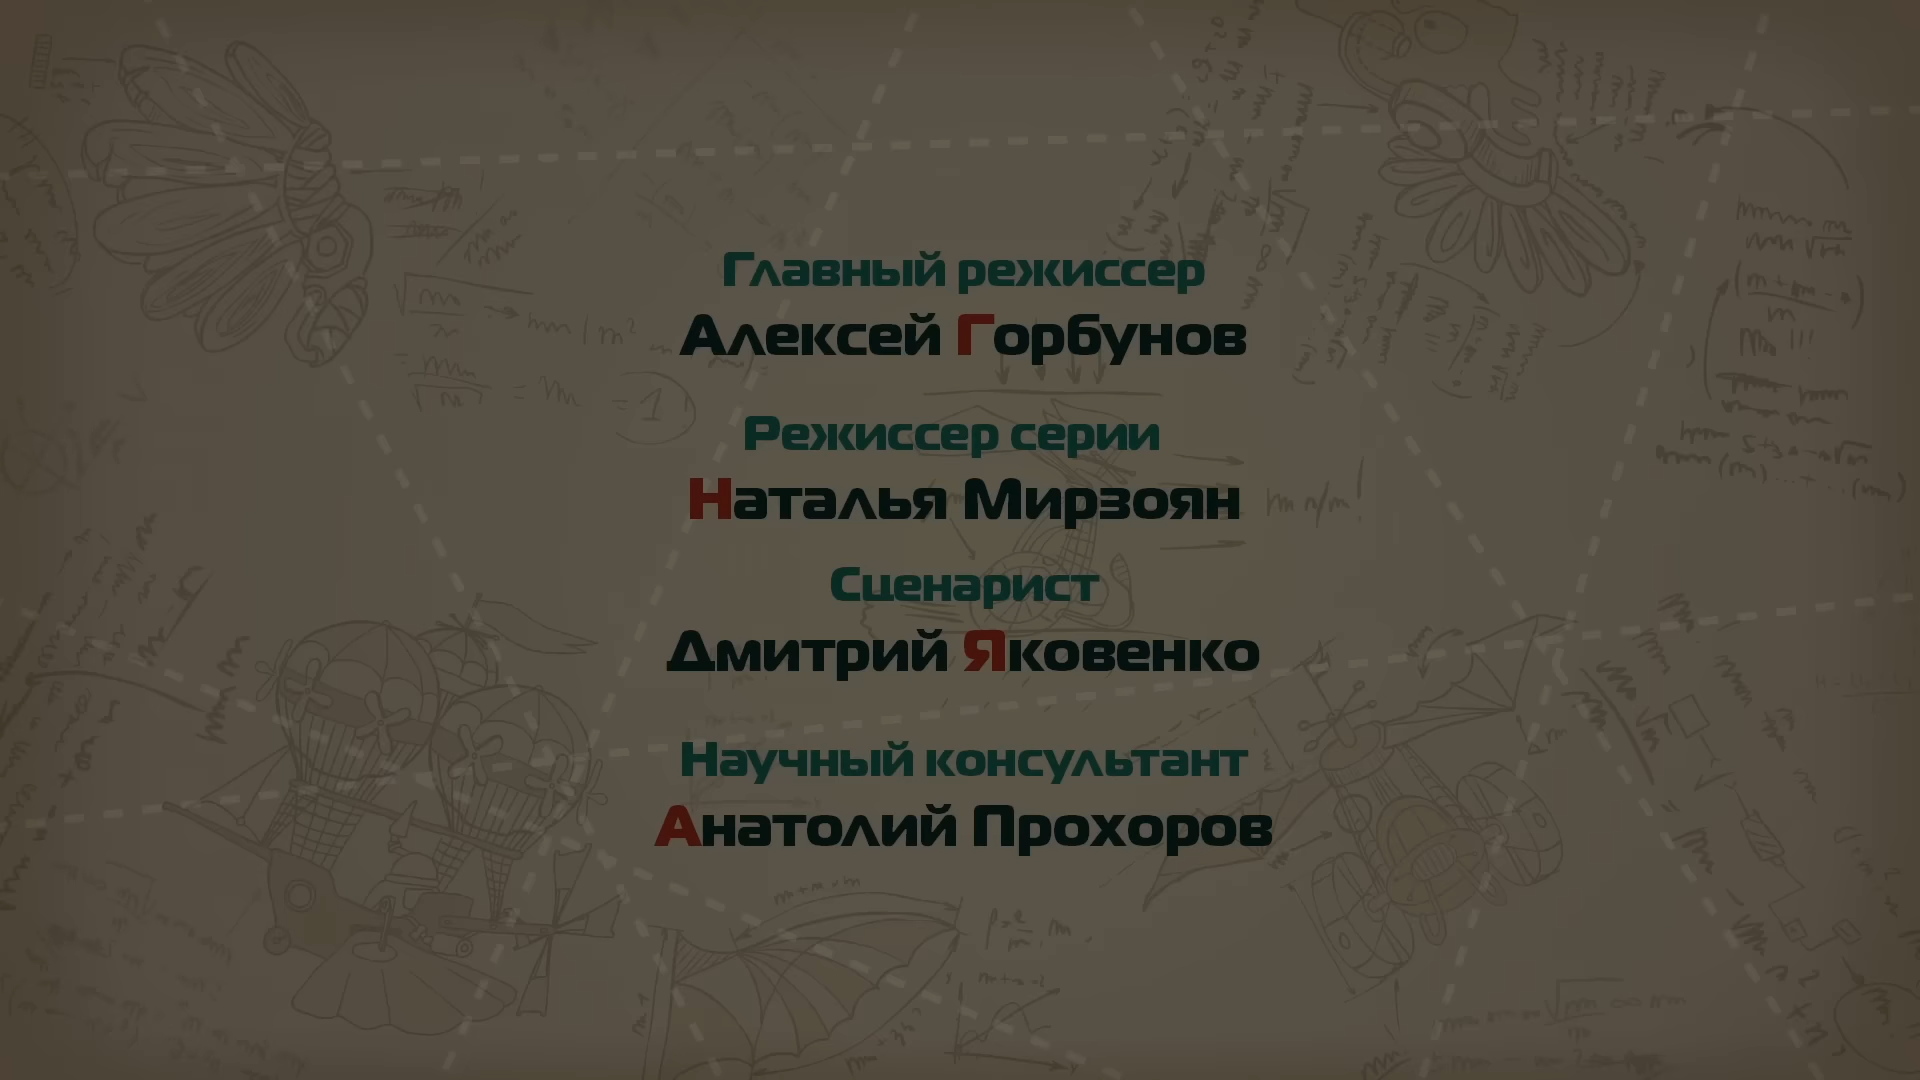 Главный режиссер
Алексей Горбунов
Режиссер серии
Наталья Мирзоян
Сценарист
Дмитрий Яковенко
Научный консультант
Анатолий Прохоров